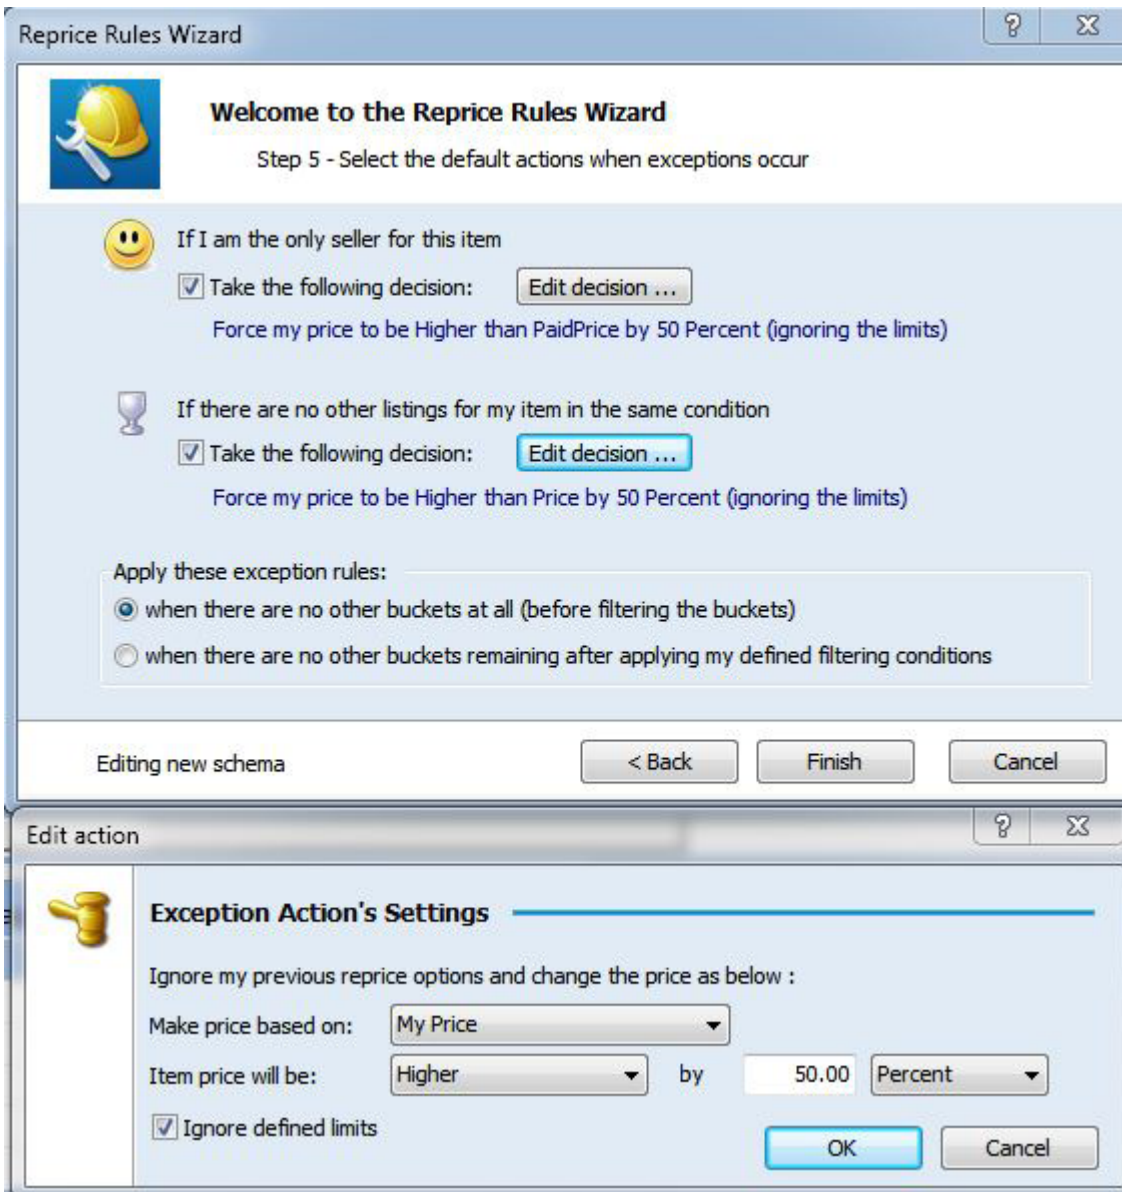 Reprice Rules Wizard
Welcome to the Reprice Rules Wizard
Step 5 - Select the default actions when exceptions occur
If I am the only seller for this item
Take the following decision: Edit decision ...
Force my price to be Higher than PaidPrice by 50 Percent (ignoring the limits)
If there are no other listings for my item in the same condition
Take the following decision: Edit decision ...
Force my price to be Higher than Price by 50 Percent (ignoring the limits)
Apply these exception rules:
when there are no other buckets at all (before filtering the buckets)
when there are no other buckets remaining after applying my defined filtering conditions
Editing new schema < Back Finish Cancel
Edit action
Exception Action's Settings
Ignore my previous reprice options and change the price as below :
Make price based on: My Price
Item price will be: Higher by 50.00 Percent
Ignore defined limits
OK Cancel